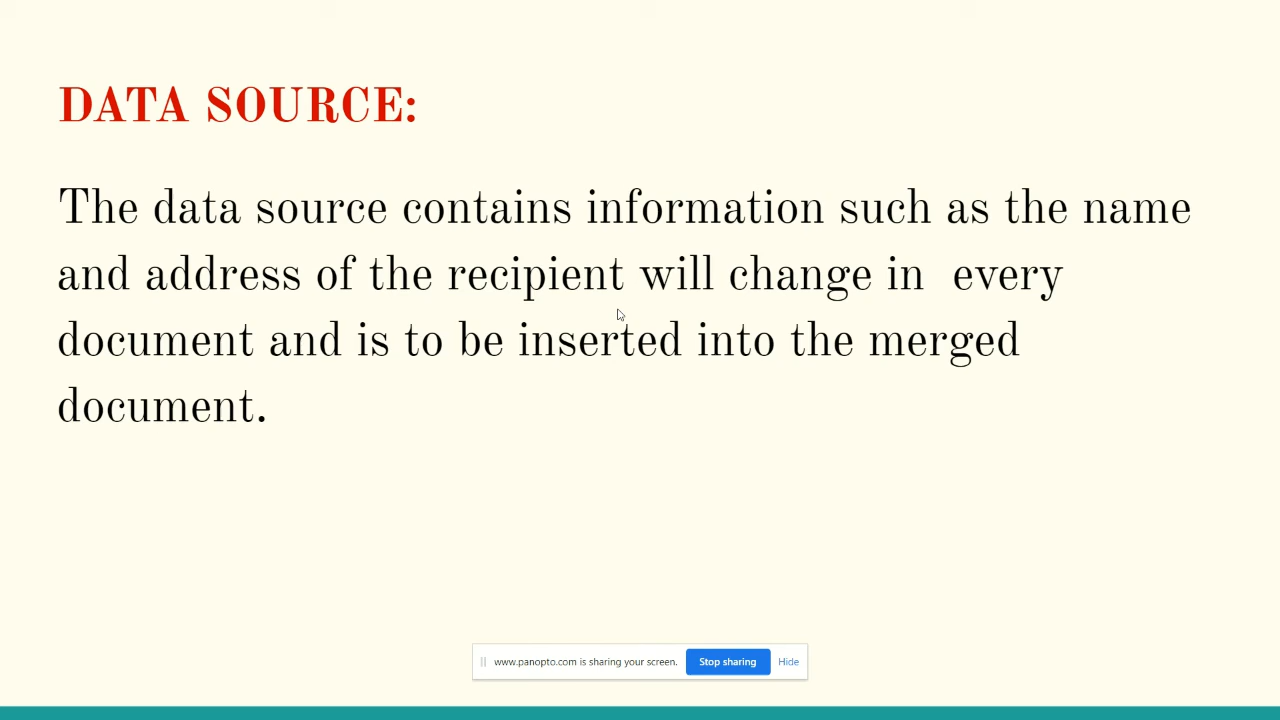 DATA SOURCE:
The data source contains information such as the name
and address of the recipient will change in  every
document and is to be inserted into the merged
document.
www.panopto.com is sharing your screen. Stop sharing Hide